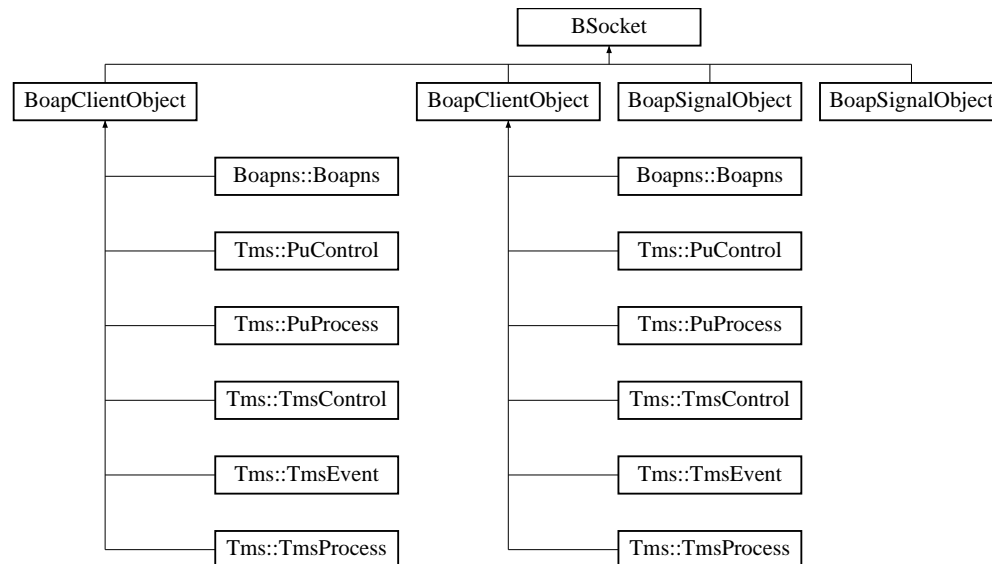 BSocket
BoapClientObject BoapClientObject BoapSignalObject BoapSignalObject
Boapns::Boapns Boapns::Boapns
Tms::PuControl Tms::PuControl
Tms::PuProcess Tms::PuProcess
Tms::TmsControl Tms::TmsControl
Tms::TmsEvent Tms::TmsEvent
Tms::TmsProcess Tms::TmsProcess